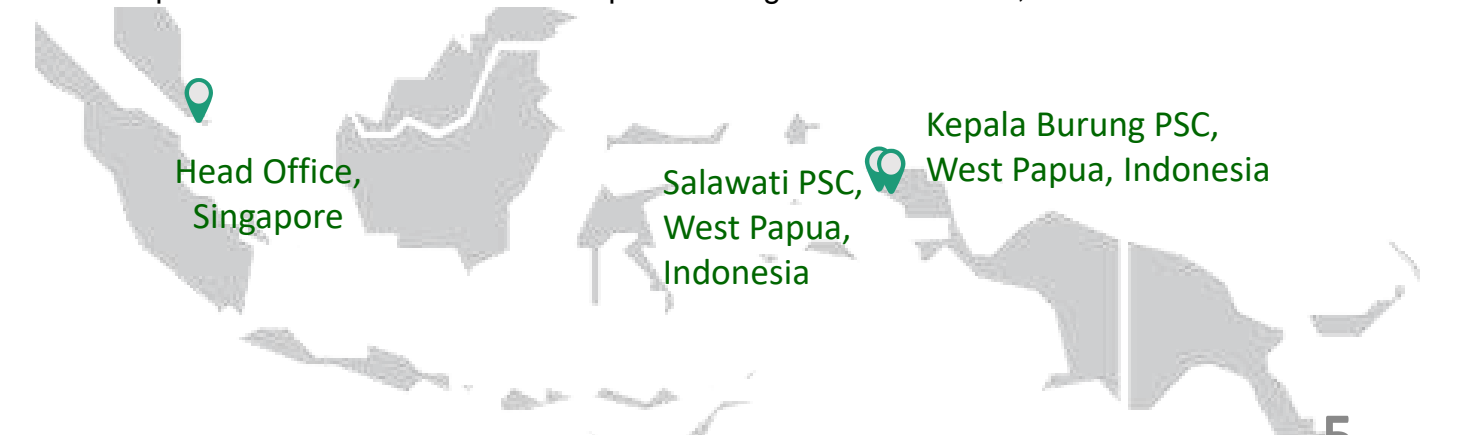 Head Office,
Singapore
Salawati PSC,
West Papua,
Indonesia
Kepala Burung PSC,
West Papua, Indonesia